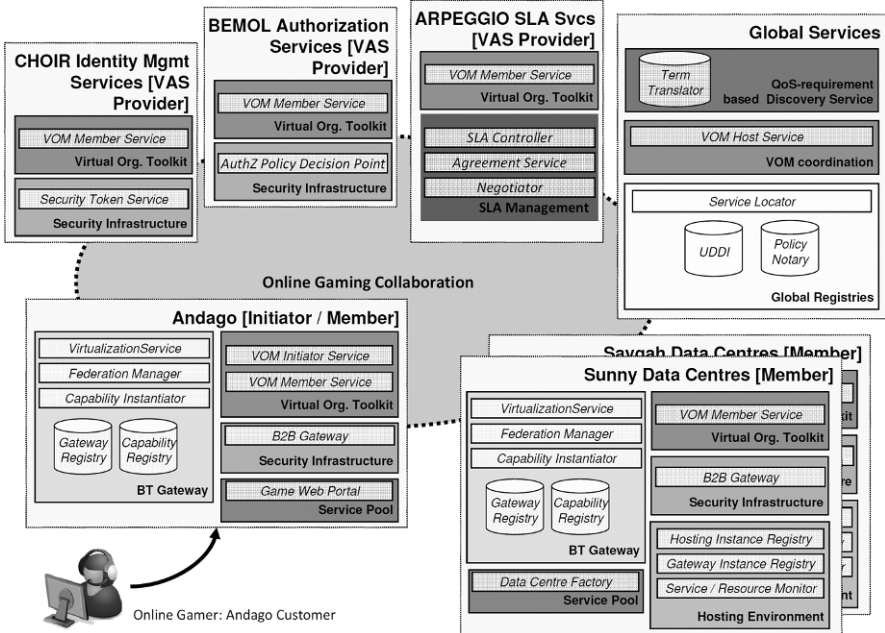 CHOIR Identity Mgmt
Services [VAS
Provider]
VOM Member Service
Virtual Org. Toolkit
Security Token Service
Security Infrastructure
BEMOL Authorization
Services [VAS
Provider]
VOM Member Service
Virtual Org. Toolkit
AuthZ Policy Decision Point
Security Infrastructure
ARPEGGIO SLA Svcs
[VAS Provider]
VOM Member Service
Virtual Org. Toolkit
SLA Controller
Agreement Service
Negotiator
SLA Management
Global Services
Term
Translator
QoS-requirement
based Discovery Service
VOM Host Service
VOM coordination
Service Locator
UDDI
Policy
Notary
Global Registries
Online Gaming Collaboration
Andago [Initiator / Member]
VirtualizationService
Federation Manager
Capability Instantiator
Gateway
Registry
Capability
Registry
BT Gateway
VOM Initiator Service
VOM Member Service
Virtual Org. Toolkit
B2B Gateway
Security Infrastructure
Game Web Portal
Service Pool
Saygah Data Centres [Member]
Sunny Data Centres [Member]
VirtualizationService
Federation Manager
Capability Instantiator
Gateway
Registry
Capability
Registry
BT Gateway
Data Centre Factory
Service Pool
VOM Member Service
Virtual Org. Toolkit
B2B Gateway
Security Infrastructure
Hosting Instance Registry
Gateway Instance Registry
Service / Resource Monitor
Hosting Environment
Online Gamer: Andago Customer